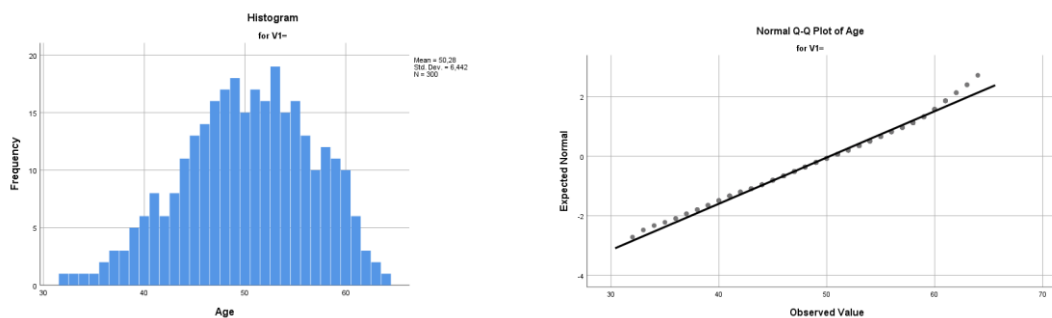 Histogram
for V1=
Mean = 50,28
Std. Dev. = 6,442
N = 300
20
15
10
5
0
Frequency
30 40 50 60
Age
Normal Q-Q Plot of Age
for V1=
2
0
-2
-4
Expected Normal
30 40 50 60 70
Observed Value